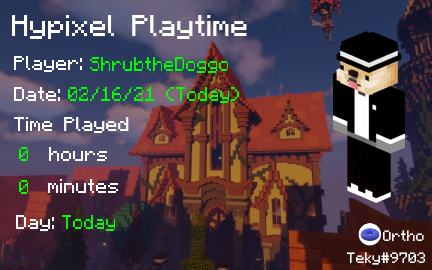 Hypixel Playtime
Player: ShrubtheDoggo
Date: 02/16/21 (Today)
Time Played
0 hours
0 minutes
Day: Today
Ortho
Teky#9703